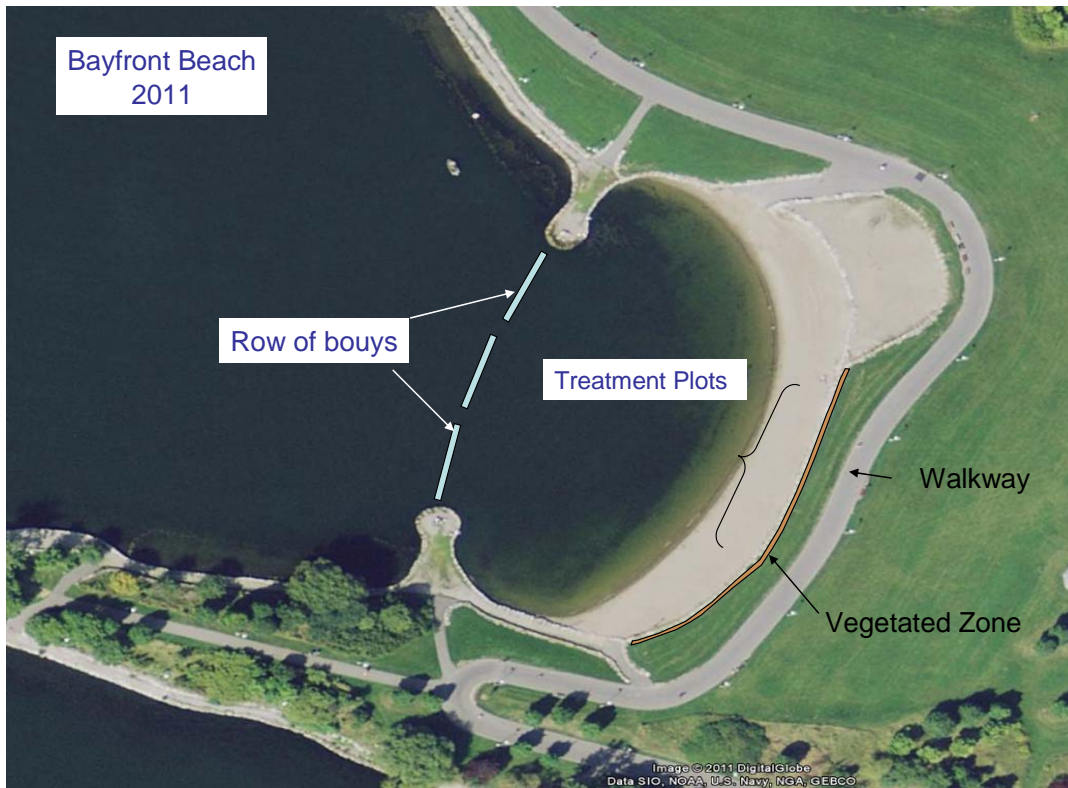 Bayfront Beach
2011
Row of bouys
Treatment Plots
Walkway
Vegetated Zone
Image © 2011 DigitalGlobe
Data SIO, NOAA, U.S. Navy, NGA, GEBCO